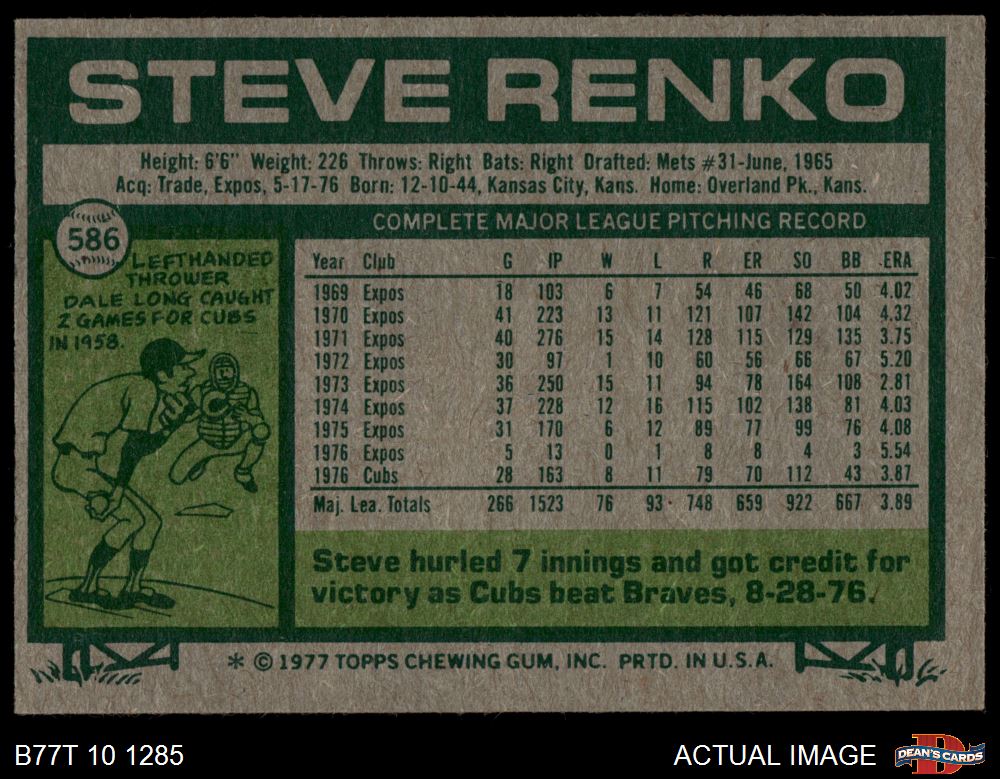 STEVE RENKO
Height: 6'6" Weight: 226 Throws: Right Bats: Right Drafted: Mets #31-June, 1965
Acq: Trade, Expos, 5-17-76 Born: 12-10-44, Kansas City, Kans. Home: Overland Pk., Kans.
586
LEFTHANDED
THROWER
DALE LONG CAUGHT
2 GAMES FOR CUBS
IN 1958.
C
COMPLETE MAJOR LEAGUE PITCHING RECORD
Year Club G IP W L R ER SO BB ERA
1969 Expos 18 103 6 7 54 46 68 50 4.02
1970 Expos 41 223 13 11 121 107 142 104 4.32
1971 Expos 40 276 15 14 128 115 129 135 3.75
1972 Expos 30 97 1 10 60 56 66 67 5.20
1973 Expos 36 250 15 11 94 78 164 108 2.81
1974 Expos 37 228 12 16 115 102 138 81 4.03
1975 Expos 31 170 6 12 89 77 99 76 4.08
1976 Expos 5 13 0 1 8 8 4 3 5.54
1976 Cubs 28 163 8 11 79 70 112 43 3.87
Maj. Lea. Totals 266 1523 76 93 748 659 922 667 3.89
Steve hurled 7 innings and got credit for
victory as Cubs beat Braves, 8-28-76.
* © 1977 TOPPS CHEWING GUM, INC. PRTD. IN U.S.A.
B77T 10 1285
ACTUAL IMAGE
D
DEAN'S CARDS